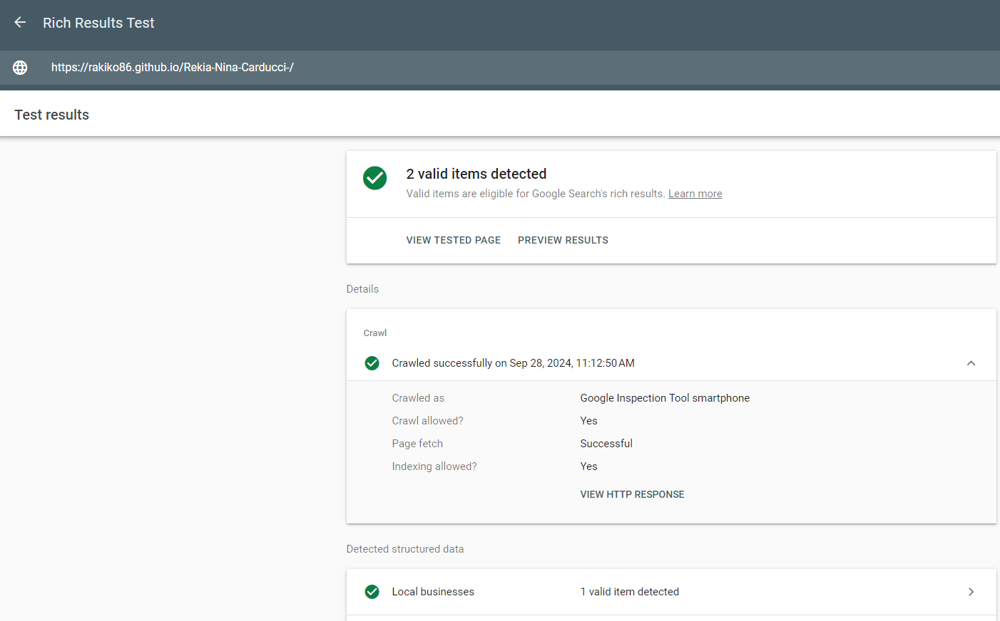 Rich Results Test
https://rakiko86.github.io/Rekia-Nina-Carducci-/
Test results
2 valid items detected
Valid items are eligible for Google Search's rich results. Learn more
VIEW TESTED PAGE PREVIEW RESULTS
Details
Crawl
Crawled successfully on Sep 28, 2024, 11:12:50 AM
Crawled as Google Inspection Tool smartphone
Crawl allowed? Yes
Page fetch Successful
Indexing allowed? Yes
VIEW HTTP RESPONSE
Detected structured data
Local businesses 1 valid item detected